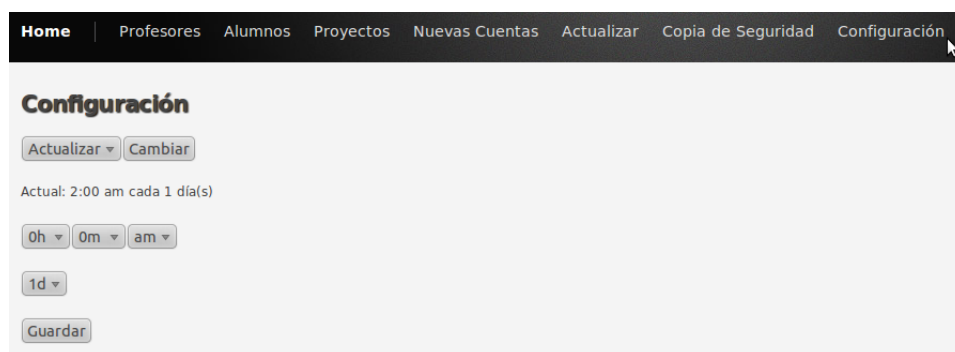 Home Profesores Alumnos Proyectos Nuevas Cuentas Actualizar Copia de Seguridad Configuración
Configuración
Actualizar Cambiar
Actual: 2:00 am cada 1 día(s)
0h 0m am
1d
Guardar